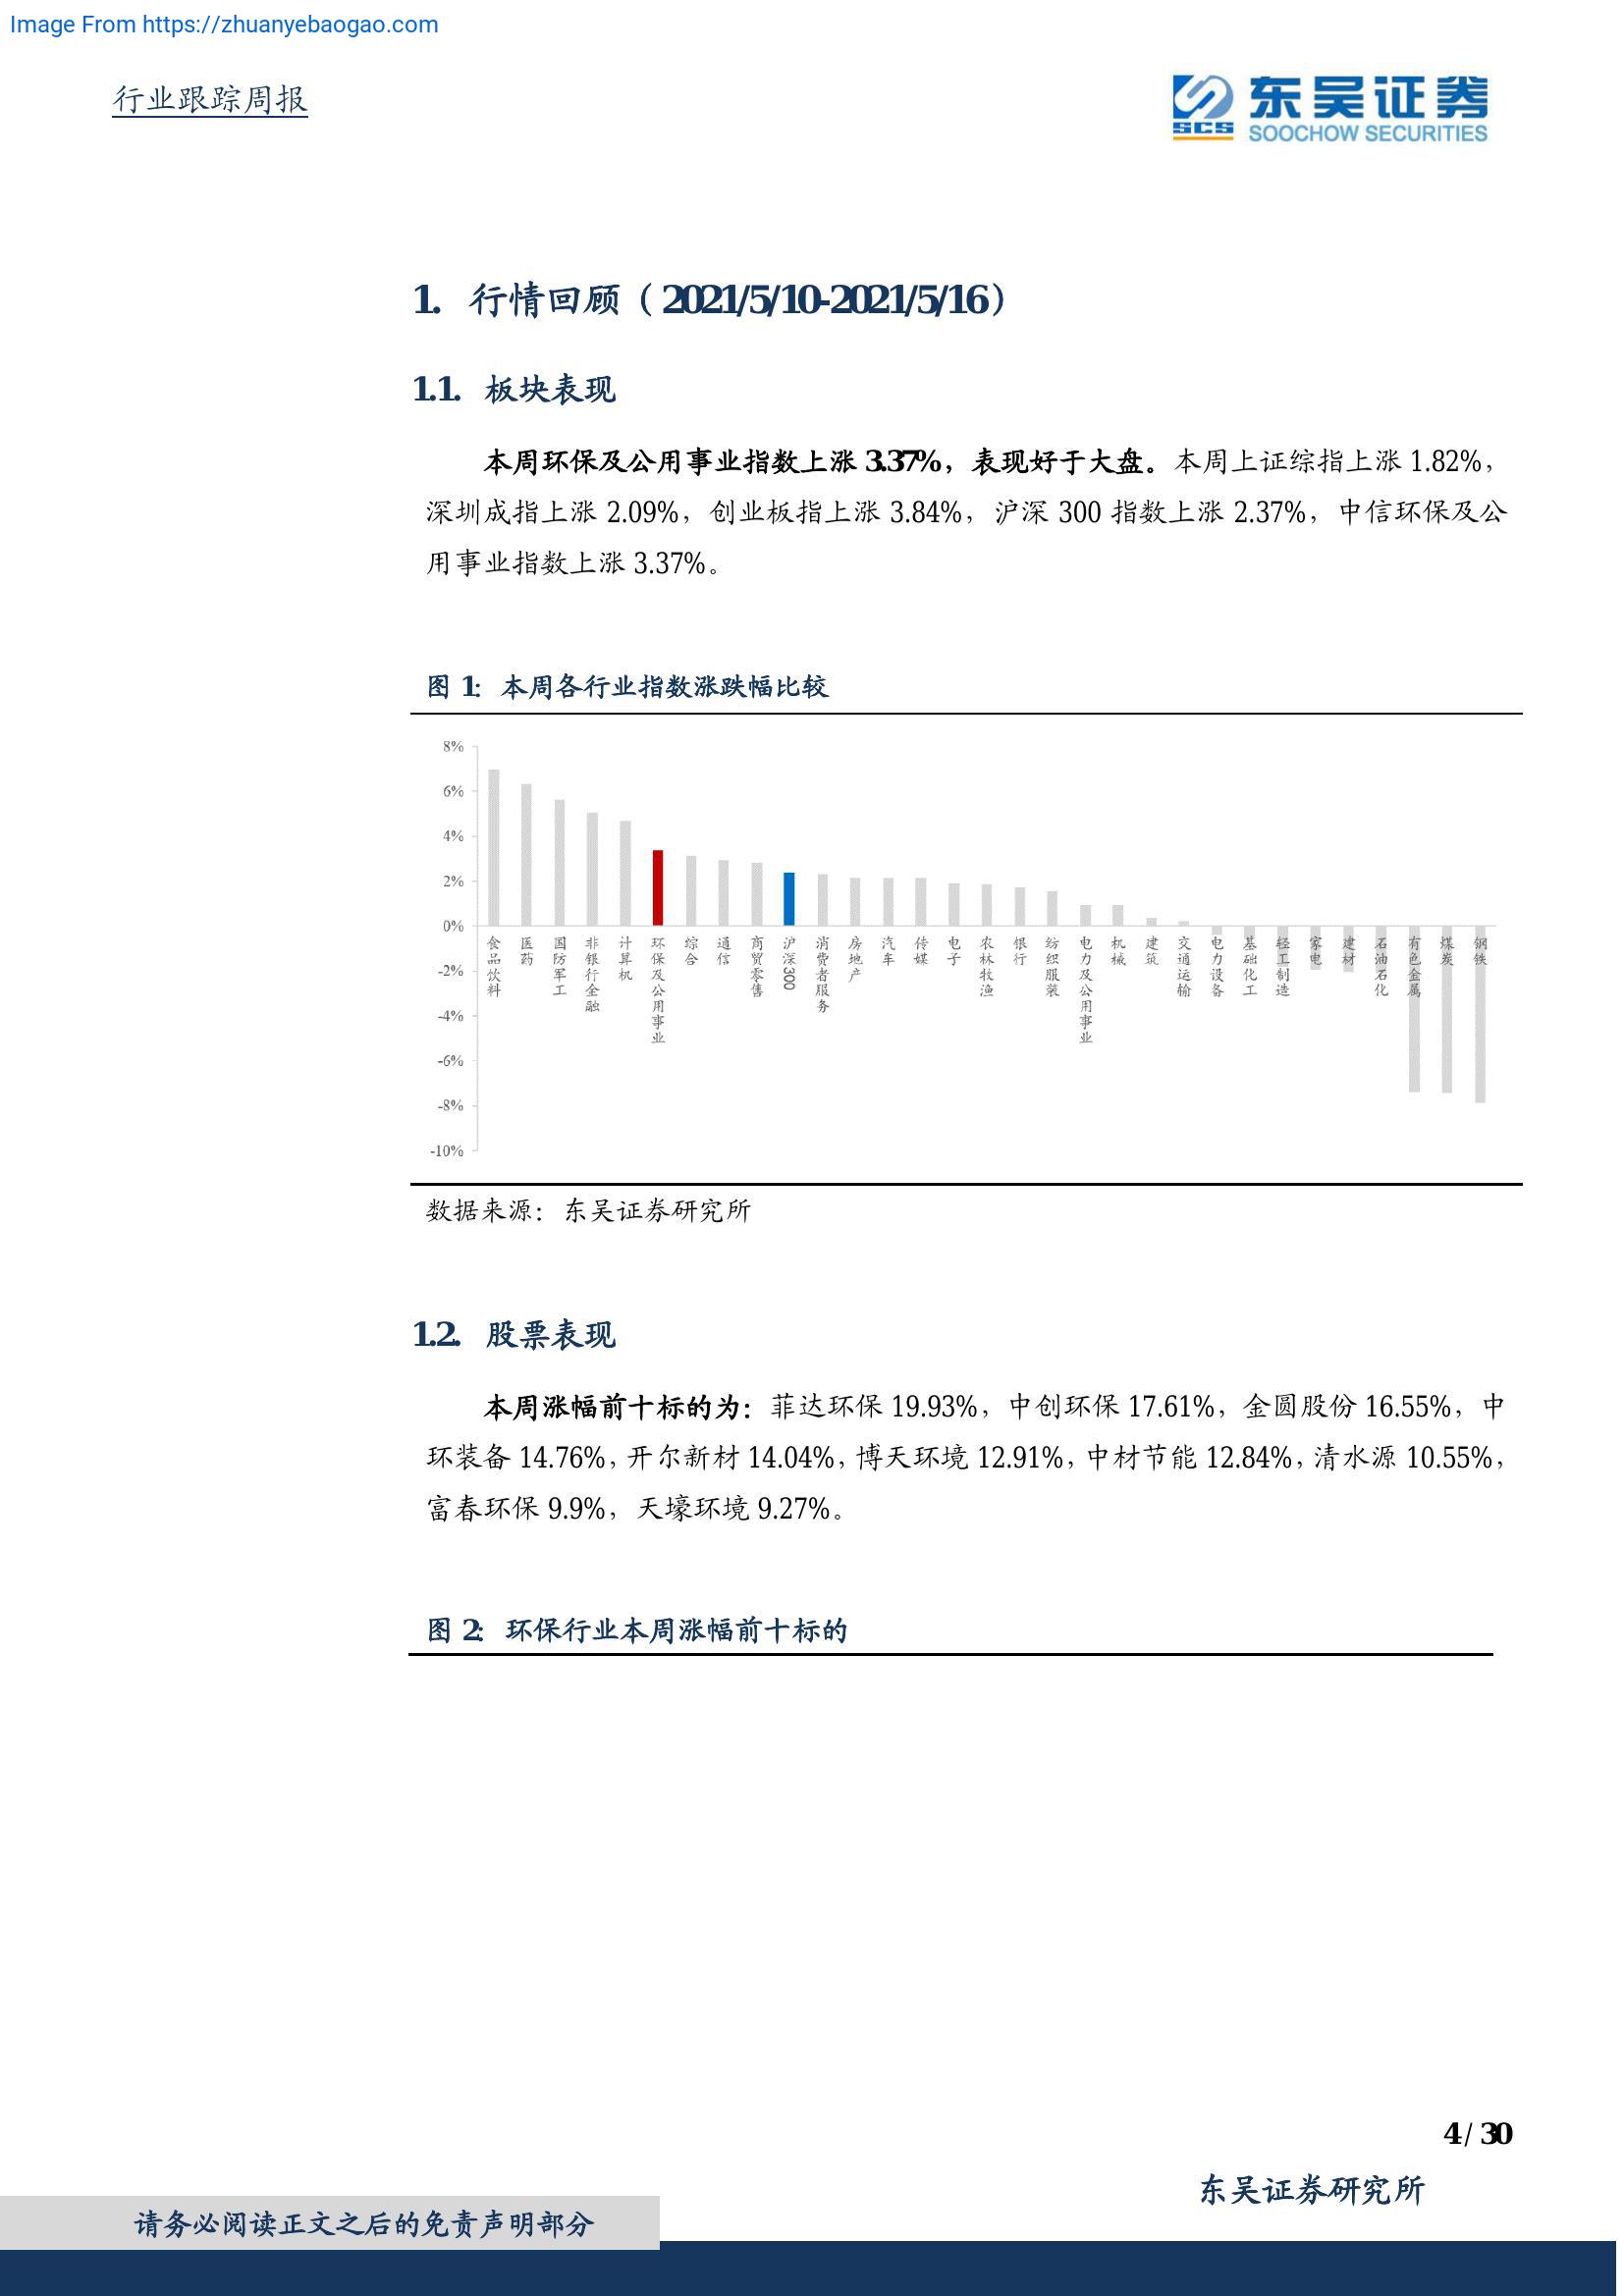 Image From https://zhuanyebaogao.com
行业跟踪周报
东吴证券
SCS
SOOCHOW SECURITIES
1. 行情回顾（2021/5/10-2021/5/16）
1.1. 板块表现
本周环保及公用事业指数上涨 3.37%，表现好于大盘。本周上证综指上涨 1.82%，
深圳成指上涨 2.09%，创业板指上涨 3.84%，沪深 300 指数上涨 2.37%，中信环保及公
用事业指数上涨 3.37%。
图 1：本周各行业指数涨跌幅比较
8%
6%
4%
2%
0%
-2%
-4%
-6%
-8%
-10%
食品饮料
医药
国防军工
非银行金融
计算机
环保及公用事业
综合
通信
商贸零售
沪深300
消费者服务
房地产
汽车
传媒
电子
农林牧渔
银行
纺织服装
电力及公用事业
机械
建筑
交通运输
电力设备
基础化工
轻工制造
家电
建材
石油石化
有色金属
煤炭
钢铁
数据来源：东吴证券研究所
1.2. 股票表现
本周涨幅前十标的为：菲达环保 19.93%，中创环保 17.61%，金圆股份 16.55%，中
环装备 14.76%，开尔新材 14.04%，博天环境 12.91%，中材节能 12.84%，清水源 10.55%，
富春环保 9.9%，天壕环境 9.27%。
图 2：环保行业本周涨幅前十标的
4 / 30
东吴证券研究所
请务必阅读正文之后的免责声明部分